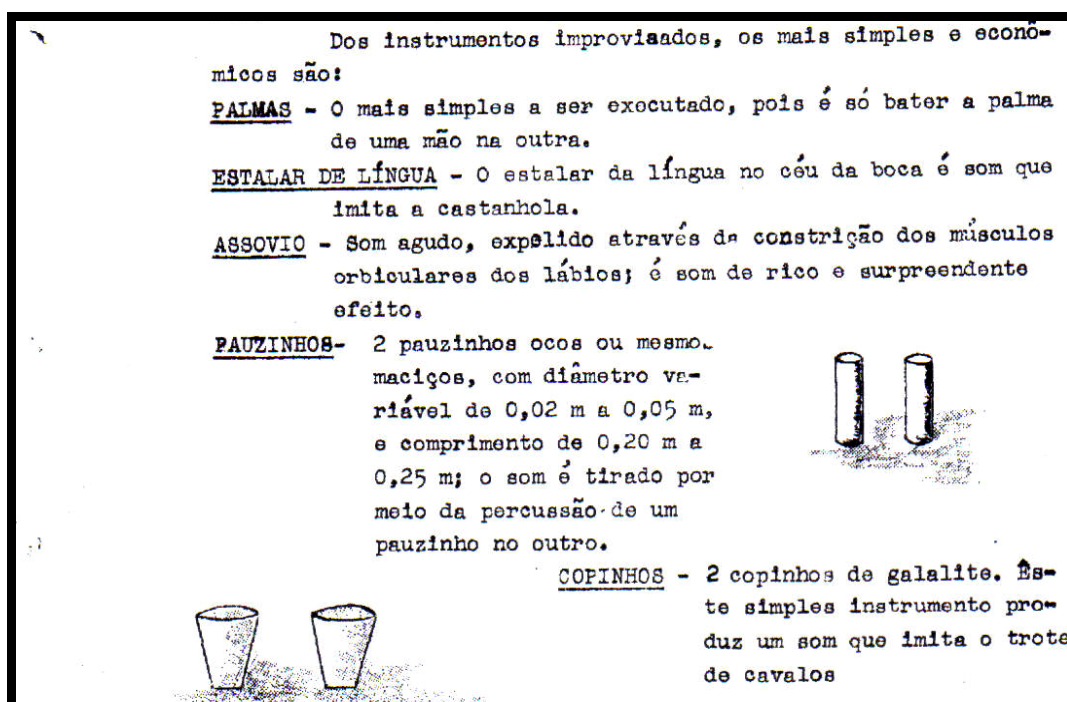 Dos instrumentos improvisados, os mais simples e econô-
micos são:
PALMAS - O mais simples a ser executado, pois é só bater a palma
de uma mão na outra.
ESTALAR DE LÍNGUA - O estalar da língua no céu da boca é som que
imita a castanhola.
ASSOVIO - Som agudo, expelido através da constrição dos músculos
orbiculares dos lábios; é som de rico e surpreendente
efeito.
PAUZINHOS- 2 pauzinhos ocos ou mesmo
maciços, com diâmetro va-
riável de 0,02 m a 0,05 m,
e comprimento de 0,20 m a
0,25 m; o som é tirado por
meio da percussão de um
pauzinho no outro.
COPINHOS - 2 copinhos de galalite. Ês-
te simples instrumento pro-
duz um som que imita o trote
de cavalos